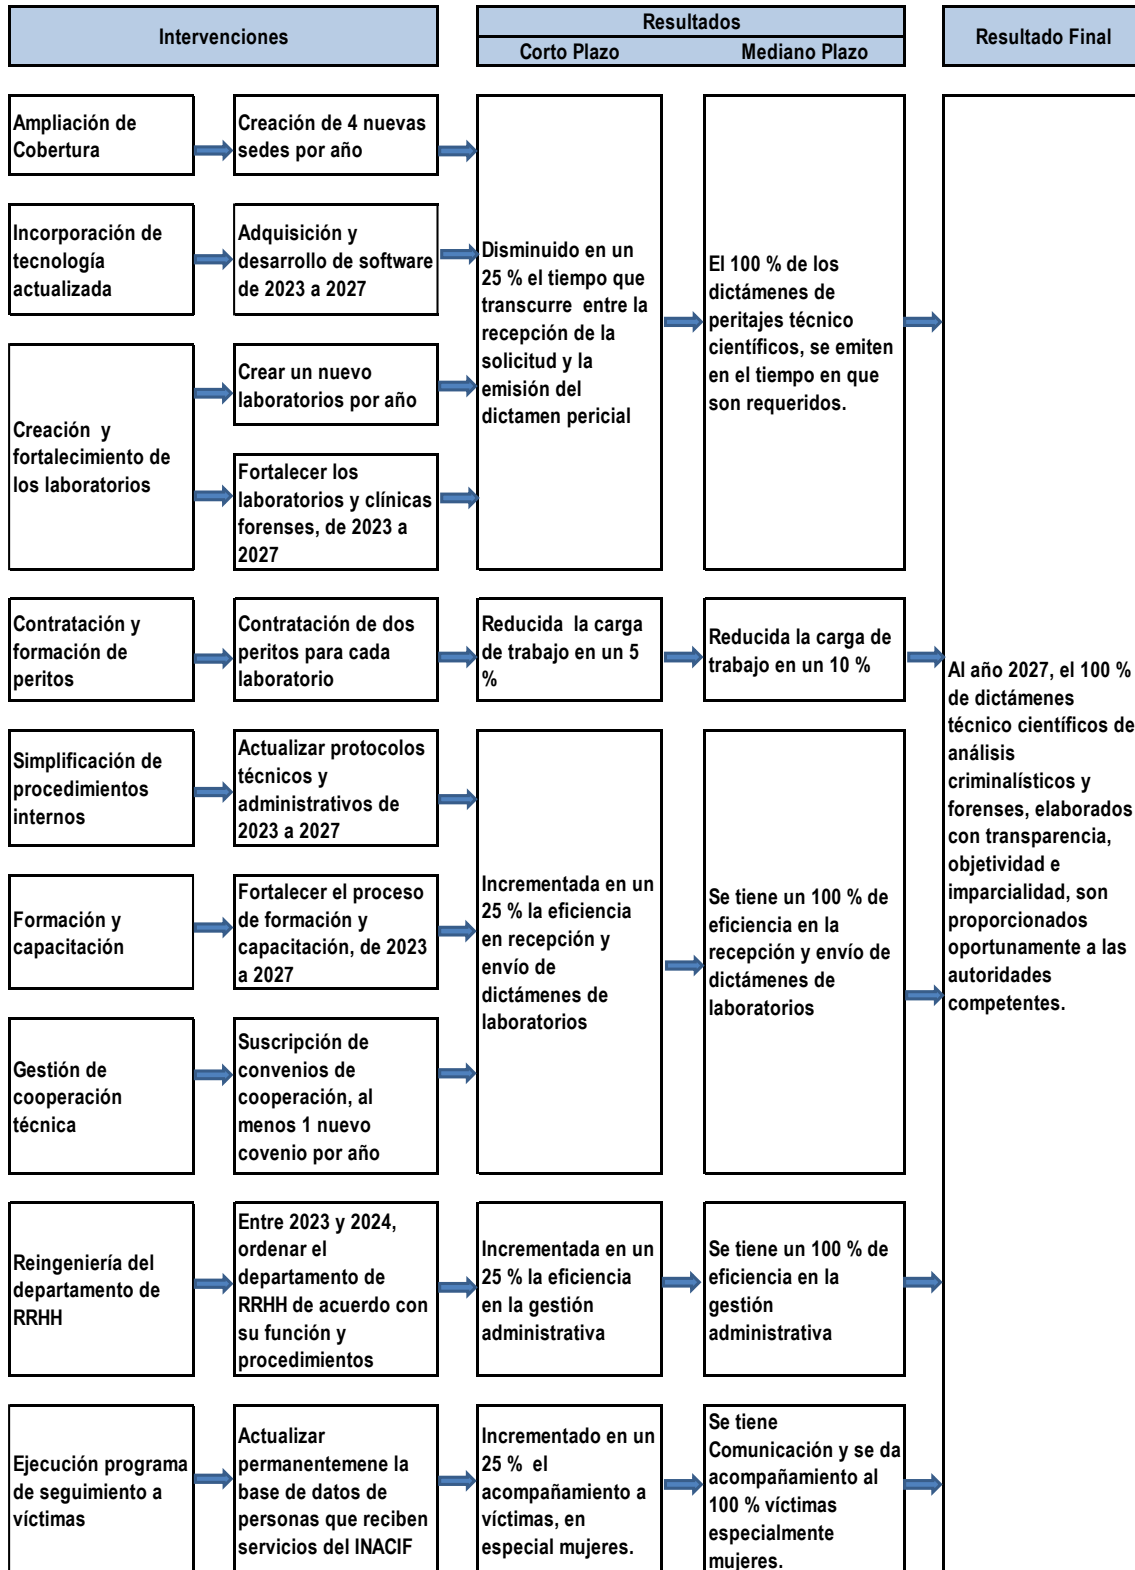 Intervenciones
Resultados
Corto Plazo
Mediano Plazo
Resultado Final
Ampliación de
Cobertura
Creación de 4 nuevas
sedes por año
Incorporación de
tecnología
actualizada
Adquisición y
desarrollo de software
de 2023 a 2027
Creación y
fortalecimiento de
los laboratorios
Crear un nuevo
laboratorios por año
Fortalecer los
laboratorios y clínicas
forenses, de 2023 a
2027
Disminuido en un
25 % el tiempo que
transcurre entre la
recepción de la
solicitud y la
emisión del
dictamen pericial
El 100 % de los
dictámenes de
peritajes técnico
científicos, se emiten
en el tiempo en que
son requeridos.
Contratación y
formación de
peritos
Contratación de dos
peritos para cada
laboratorio
Reducida la carga
de trabajo en un 5
%
Reducida la carga de
trabajo en un 10 %
Simplificación de
procedimientos
internos
Actualizar protocolos
técnicos y
administrativos de
2023 a 2027
Formación y
capacitación
Fortalecer el proceso
de formación y
capacitación, de 2023
a 2027
Gestión de
cooperación
técnica
Suscripción de
convenios de
cooperación, al
menos 1 nuevo
covenio por año
Incrementada en un
25 % la eficiencia
en recepción y
envío de
dictámenes de
laboratorios
Se tiene un 100 % de
eficiencia en la
recepción y envío de
dictámenes de
laboratorios
Reingeniería del
departamento de
RRHH
Entre 2023 y 2024,
ordenar el
departamento de
RRHH de acuerdo con
su función y
procedimientos
Incrementada en un
25 % la eficiencia
en la gestión
administrativa
Se tiene un 100 % de
eficiencia en la
gestión
administrativa
Ejecución programa
de seguimiento a
víctimas
Actualizar
permanentemene la
base de datos de
personas que reciben
servicios del INACIF
Incrementado en un
25 % el
acompañamiento a
víctimas, en
especial mujeres.
Se tiene
Comunicación y se da
acompañamiento al
100 % víctimas
especialmente
mujeres.
Al año 2027, el 100 %
de dictámenes
técnico científicos de
análisis
criminalísticos y
forenses, elaborados
con transparencia,
objetividad e
imparcialidad, son
proporcionados
oportunamente a las
autoridades
competentes.